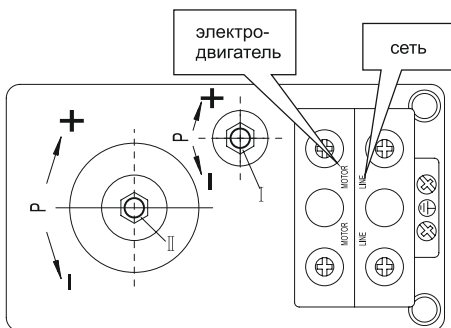 электро-
двигатель
сеть
+
P
I
+
P
I
I
II
MOTOR
LINE
MOTOR
LINE